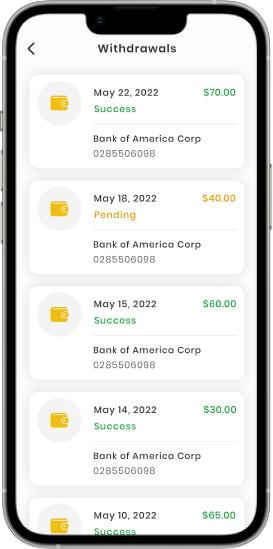 Withdrawals
May 22, 2022 $70.00
Success
Bank of America Corp
0285506098
May 18, 2022 $40.00
Pending
Bank of America Corp
0285506098
May 15, 2022 $60.00
Success
Bank of America Corp
0285506098
May 14, 2022 $30.00
Success
Bank of America Corp
0285506098
May 10, 2022 $65.00
Success